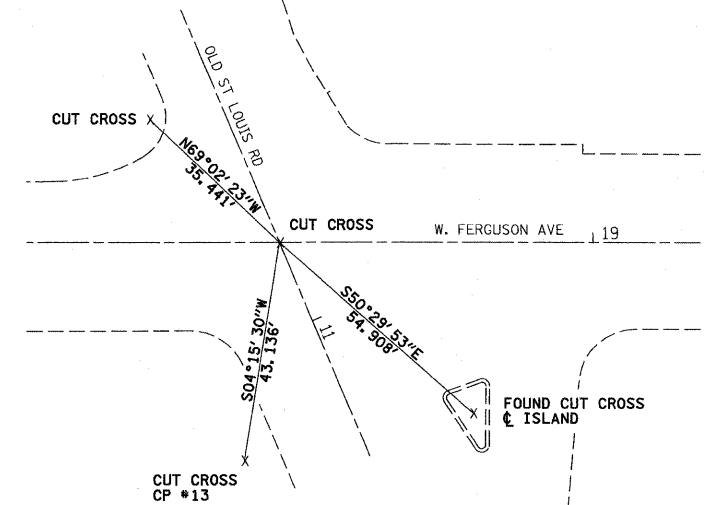 OLD ST LOUIS RD
CUT CROSS
N69°02'23"W
35.441'
CUT CROSS
W. FERGUSON AVE
19
S50°29'53"E
54.908'
11
S04°15'30"W
43.136'
FOUND CUT CROSS
℄ ISLAND
CUT CROSS
CP #13